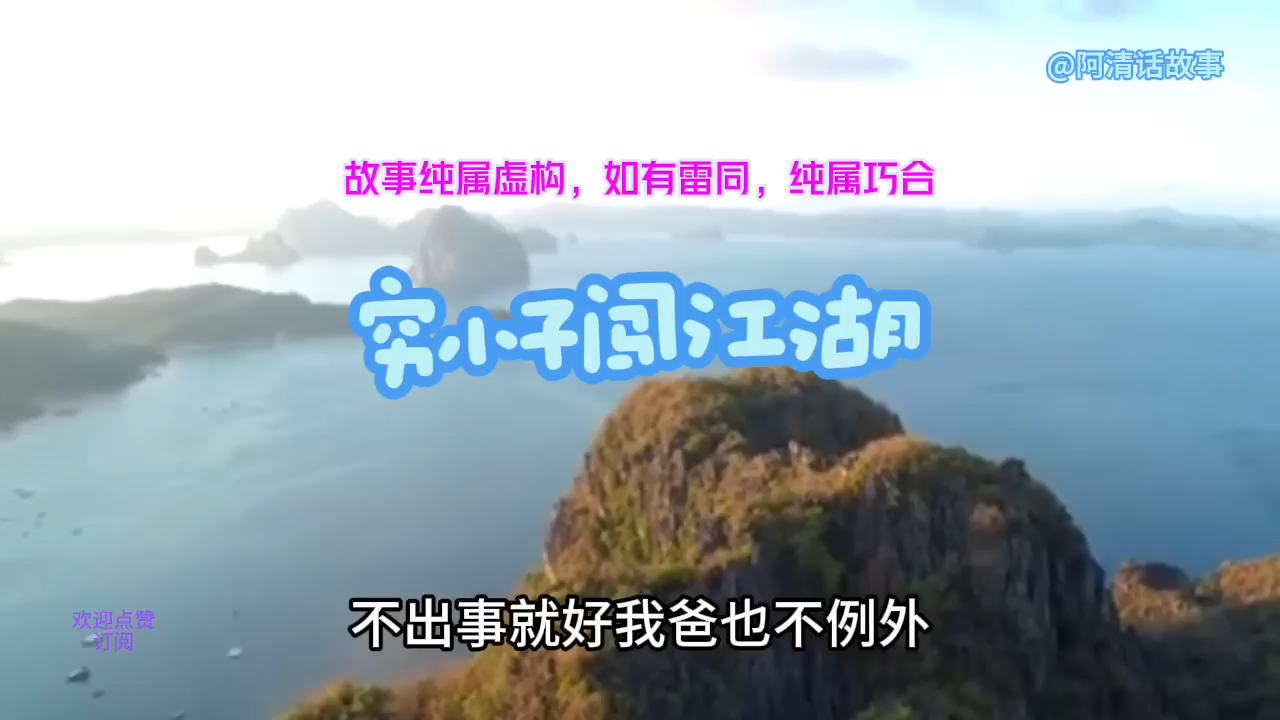 @阿清话故事
故事纯属虚构，如有雷同，纯属巧合
穷小子闯江湖
不出事就好我爸也不例外
欢迎点赞
订阅